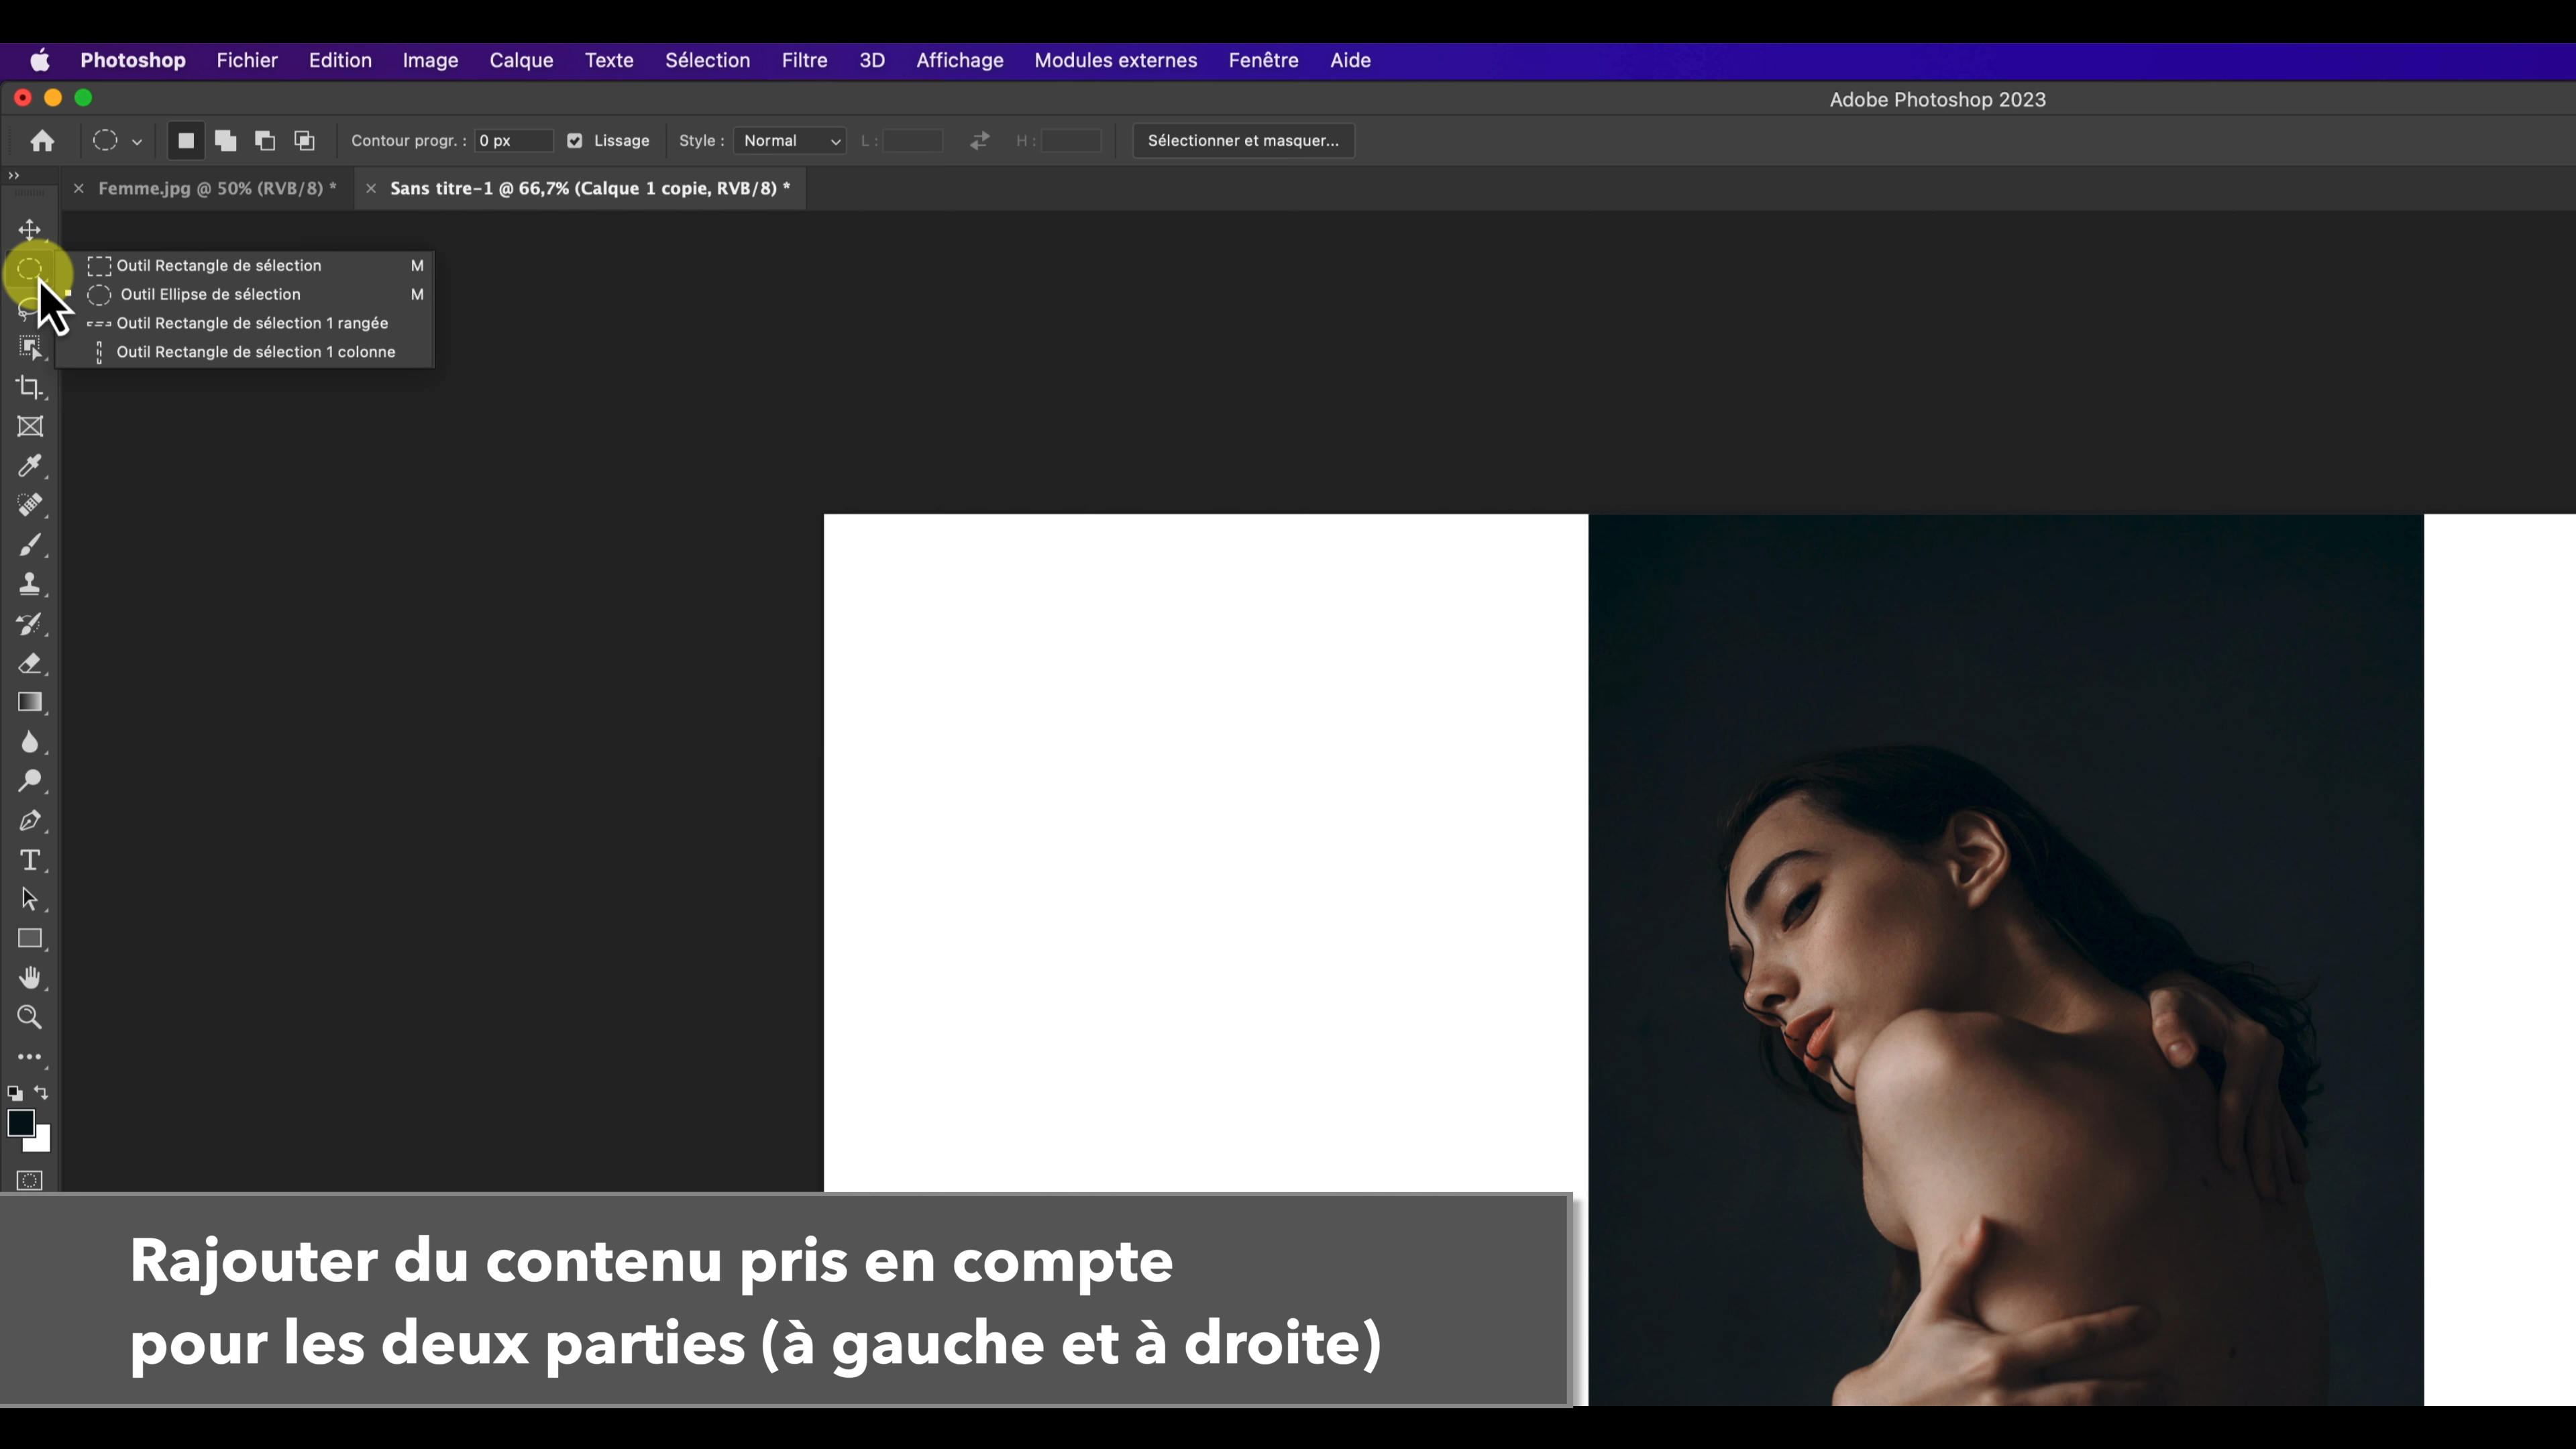 Photoshop Fichier Edition Image Calque Texte Sélection Filtre 3D Affichage Modules externes Fenêtre Aide
Adobe Photoshop 2023
Contour progr. : 0 px Lissage Style : Normal L : H : Sélectionner et masquer...
Femme.jpg @ 50% (RVB/8) * Sans titre-1 @ 66,7% (Calque 1 copie, RVB/8) *
Outil Rectangle de sélection M
Outil Ellipse de sélection M
Outil Rectangle de sélection 1 rangée
Outil Rectangle de sélection 1 colonne
Rajouter du contenu pris en compte
pour les deux parties (à gauche et à droite)